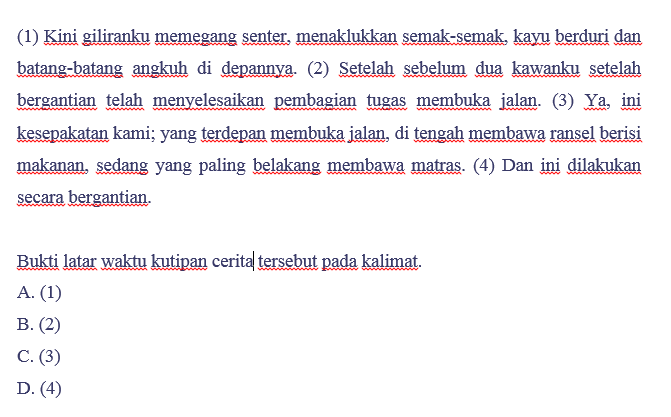 (1) Kini giliranku memegang senter, menaklukkan semak-semak, kayu berduri dan
batang-batang angkuh di depannya. (2) Setelah sebelum dua kawanku setelah
bergantian telah menyelesaikan pembagian tugas membuka jalan. (3) Ya, ini
kesepakatan kami; yang terdepan membuka jalan, di tengah membawa ransel berisi
makanan, sedang yang paling belakang membawa matras. (4) Dan ini dilakukan
secara bergantian.
Bukti latar waktu kutipan cerita tersebut pada kalimat.
A. (1)
B. (2)
C. (3)
D. (4)